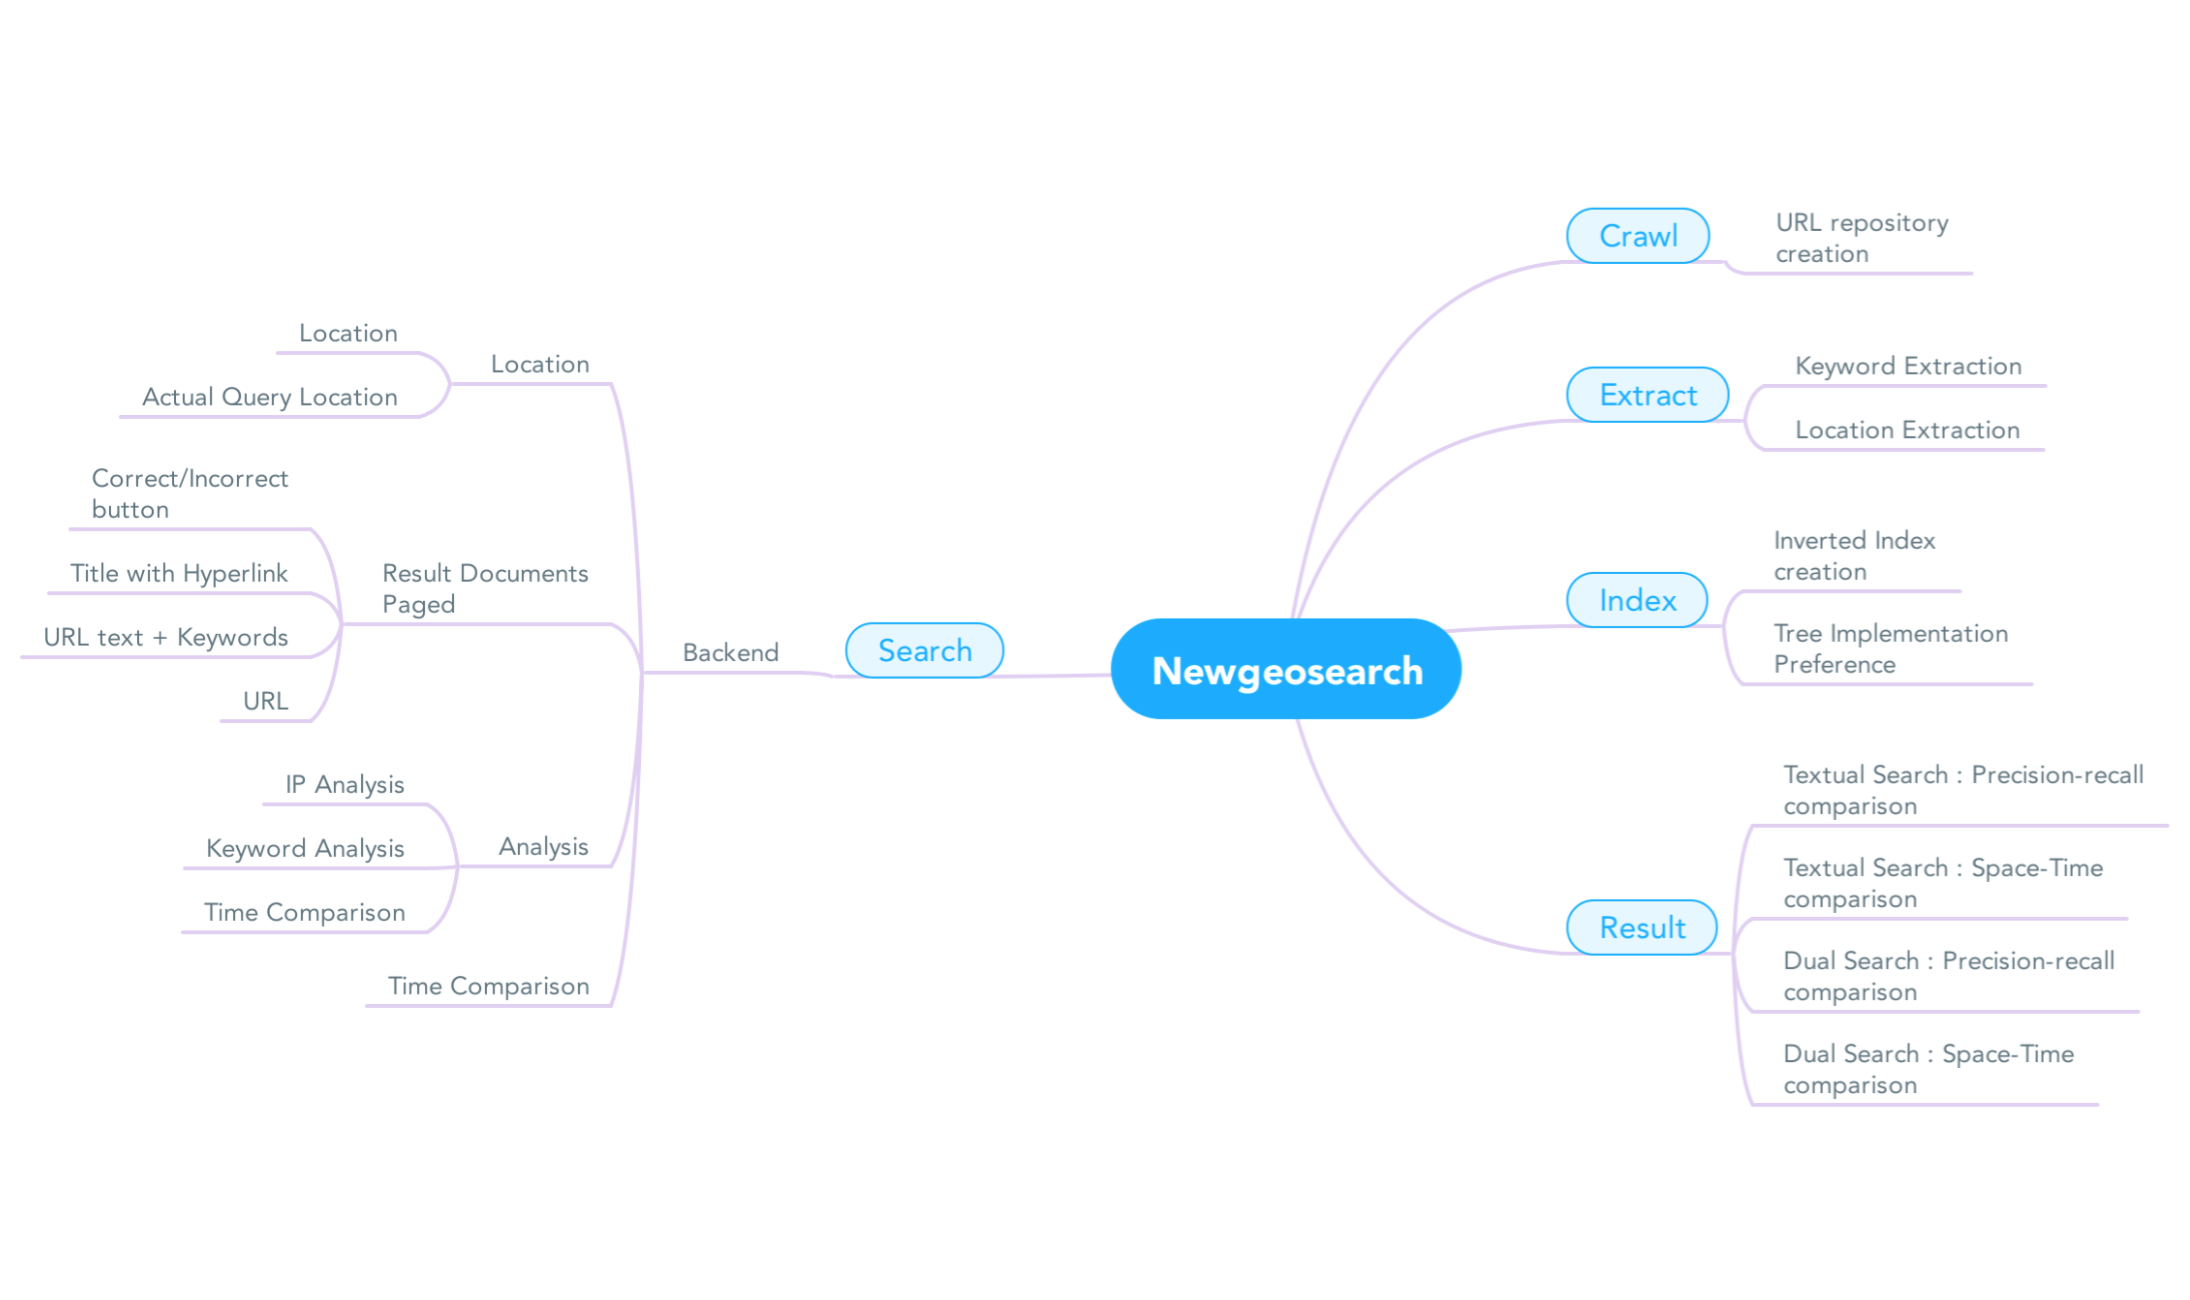 Newgeosearch
Crawl
URL repository
creation
Extract
Keyword Extraction
Location Extraction
Index
Inverted Index
creation
Tree Implementation
Preference
Result
Textual Search : Precision-recall
comparison
Textual Search : Space-Time
comparison
Dual Search : Precision-recall
comparison
Dual Search : Space-Time
comparison
Search
Backend
Location
Location
Actual Query Location
Result Documents
Paged
Correct/Incorrect
button
Title with Hyperlink
URL text + Keywords
URL
Analysis
IP Analysis
Keyword Analysis
Time Comparison
Time Comparison